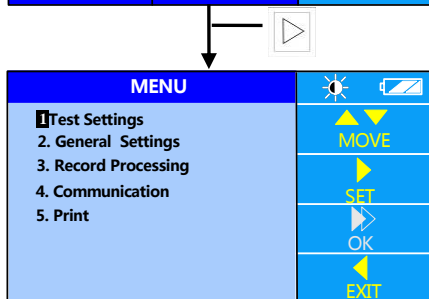 MENU
1Test Settings
2. General Settings
3. Record Processing
4. Communication
5. Print
MOVE
SET
OK
EXIT